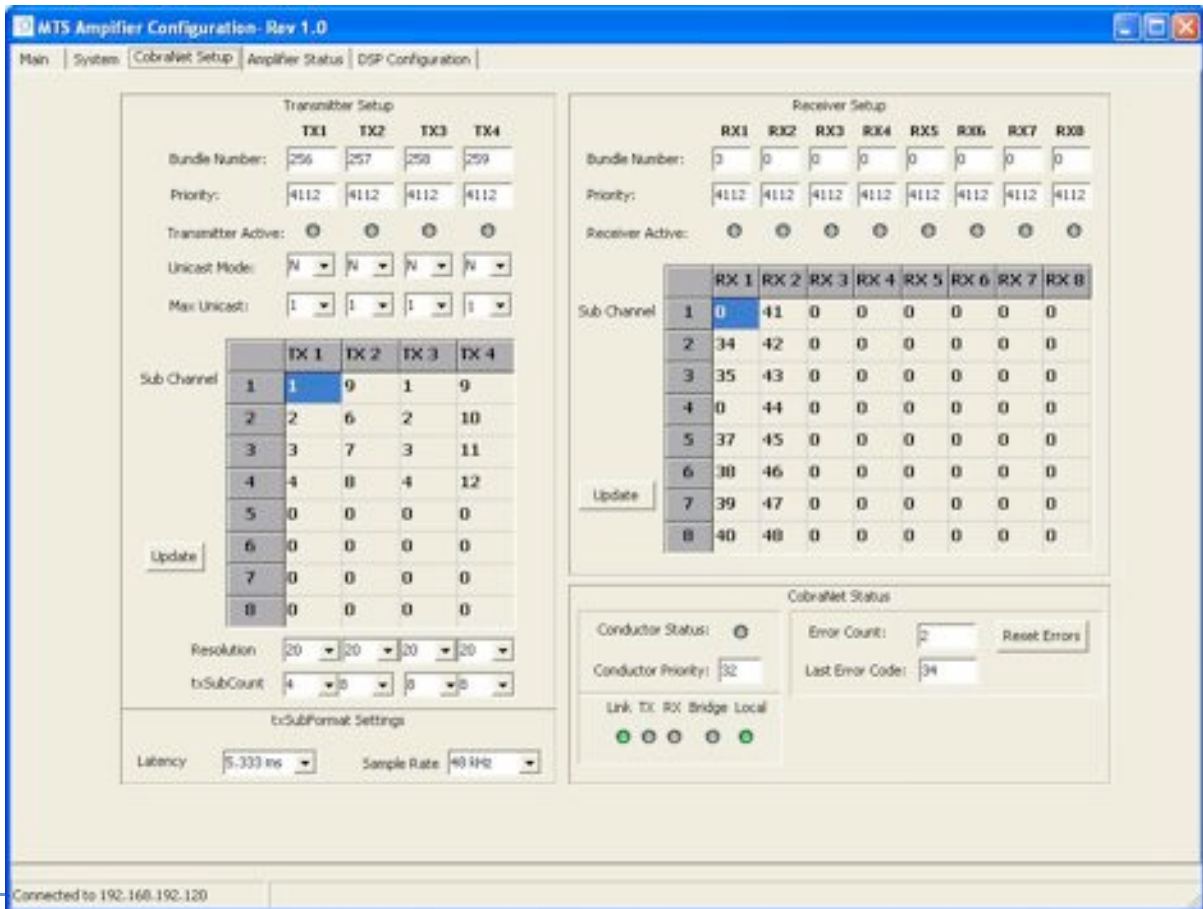 MTS Ampifier Configuration- Rev 1.0
Main System CobraNet Setup Amplifier Status DSP Configuration
Transmitter Setup
TX1 TX2 TX3 TX4
Bundle Number: 256 257 258 259
Priority: 4112 4112 4112 4112
Transmitter Active:
Unicast Mode: N N N N
Max Unicast: 1 1 1 1
TX 1 TX 2 TX 3 TX 4
Sub Channel
1 1 9 1 9
2 2 6 2 10
3 3 7 3 11
4 4 8 4 12
5 0 0 0 0
6 0 0 0 0
7 0 0 0 0
8 0 0 0 0
Update
Resolution 20 20 20 20
txSubCount 4 8 8 8
txSubFormat Settings
Latency 5.333 ms Sample Rate 48 kHz
Receiver Setup
RX1 RX2 RX3 RX4 RX5 RX6 RX7 RX8
Bundle Number: 3 0 0 0 0 0 0 0
Priority: 4112 4112 4112 4112 4112 4112 4112 4112
Receiver Active:
RX 1 RX 2 RX 3 RX 4 RX 5 RX 6 RX 7 RX 8
Sub Channel
1 0 41 0 0 0 0 0 0
2 34 42 0 0 0 0 0 0
3 35 43 0 0 0 0 0 0
4 0 44 0 0 0 0 0 0
5 37 45 0 0 0 0 0 0
6 38 46 0 0 0 0 0 0
7 39 47 0 0 0 0 0 0
8 40 48 0 0 0 0 0 0
Update
CobraNet Status
Conductor Status:
Conductor Priority: 32
Error Count: 2 Reset Errors
Last Error Code: 34
Link TX RX Bridge Local
Connected to 192.168.192.120